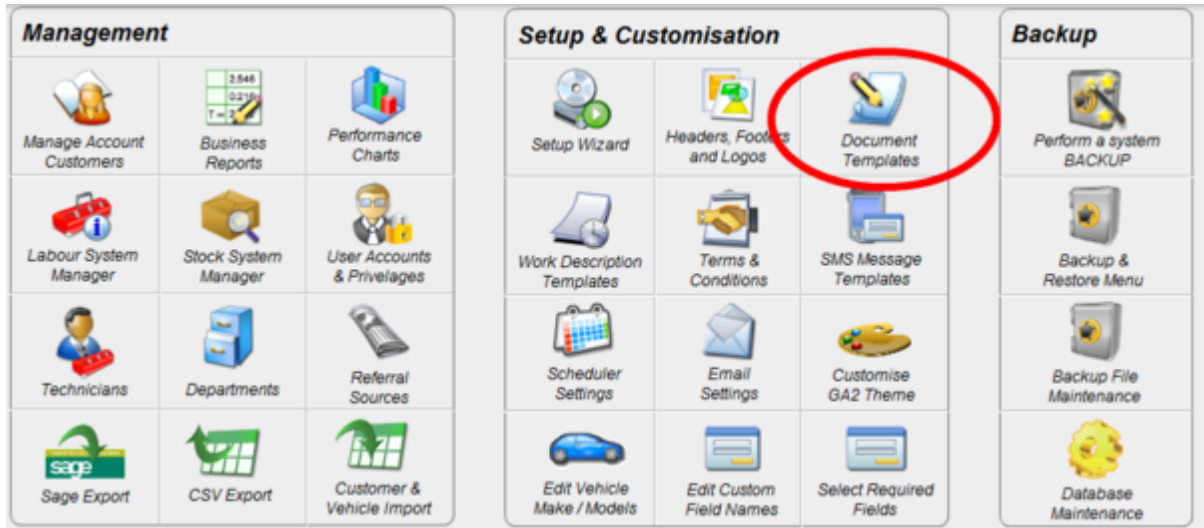 Management
Manage Account
Customers
2.546
Business
Reports
Performance
Charts
Labour System
Manager
Stock System
Manager
User Accounts
& Privelages
Technicians
Departments
Referral
Sources
sage
Sage Export
CSV Export
Customer &
Vehicle Import
Setup & Customisation
Setup Wizard
Headers, Footers
and Logos
Document
Templates
Work Description
Templates
Terms &
Conditions
SMS Message
Templates
Scheduler
Settings
Email
Settings
Customise
GA2 Theme
Edit Vehicle
Make / Models
Edit Custom
Field Names
Select Required
Fields
Backup
Perform a system
BACKUP
Backup &
Restore Menu
Backup File
Maintenance
Database
Maintenance